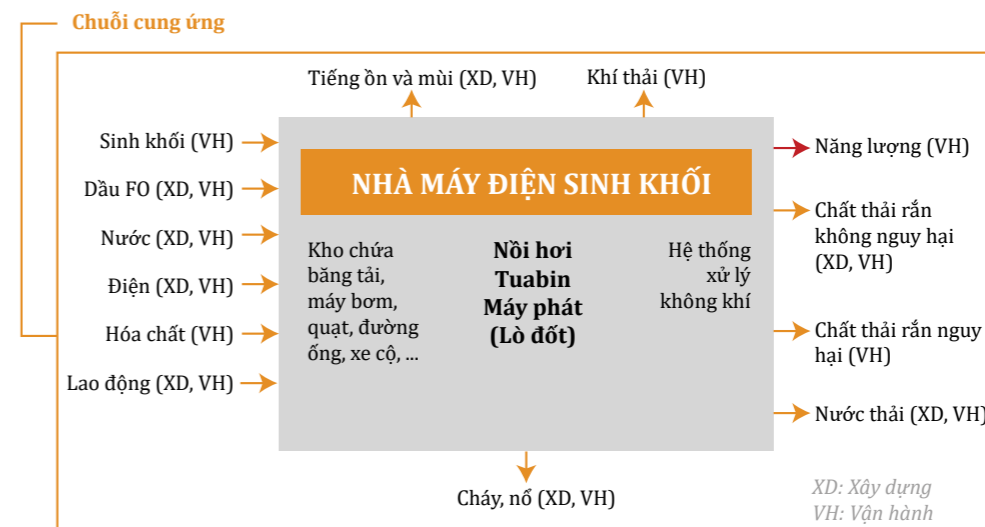 Chuỗi cung ứng
Tiếng ồn và mùi (XD, VH)
Khí thải (VH)
Sinh khối (VH)
Dầu FO (XD, VH)
Nước (XD, VH)
Điện (XD, VH)
Hóa chất (VH)
Lao động (XD, VH)
NHÀ MÁY ĐIỆN SINH KHỐI
Kho chứa
băng tải,
máy bơm,
quạt, đường
ống, xe cộ, ...
Nồi hơi
Tuabin
Máy phát
(Lò đốt)
Hệ thống
xử lý
không khí
Năng lượng (VH)
Chất thải rắn
không nguy hại
(XD, VH)
Chất thải rắn nguy
hại (VH)
Nước thải (XD, VH)
Cháy, nổ (XD, VH)
XD: Xây dựng
VH: Vận hành